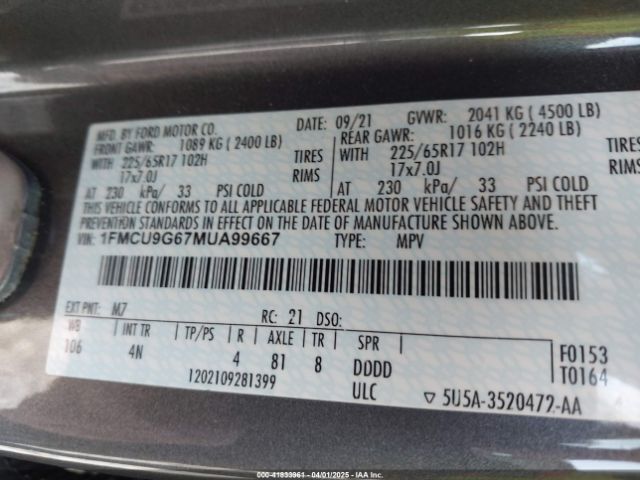 MFD. BY FORD MOTOR CO.
DATE: 09/21 GVWR: 2041 KG ( 4500 LB)
FRONT GAWR: 1089 KG ( 2400 LB)
REAR GAWR: 1016 KG ( 2240 LB)
WITH 225/65R17 102H TIRES
WITH 225/65R17 102H TIRES
17x7.0J RIMS
17x7.0J RIMS
AT 230 kPa/ 33 PSI COLD
AT 230 kPa/ 33 PSI COLD
THIS VEHICLE CONFORMS TO ALL APPLICABLE FEDERAL MOTOR VEHICLE SAFETY AND THEFT
PREVENTION STANDARDS IN EFFECT ON THE DATE OF MANUFACTURE SHOWN ABOVE.
VIN: 1FMCU9G67MUA99667 TYPE: MPV
EXT PNT: M7 RC: 21 DSO:
WB INT TR TP/PS R AXLE TR SPR
106 4N 4 81 8 DDDD
F0153
T0164
1202109281399 ULC
▽ 5U5A-3520472-AA
00-41833961 - 04/01/2025 - IAA Inc.